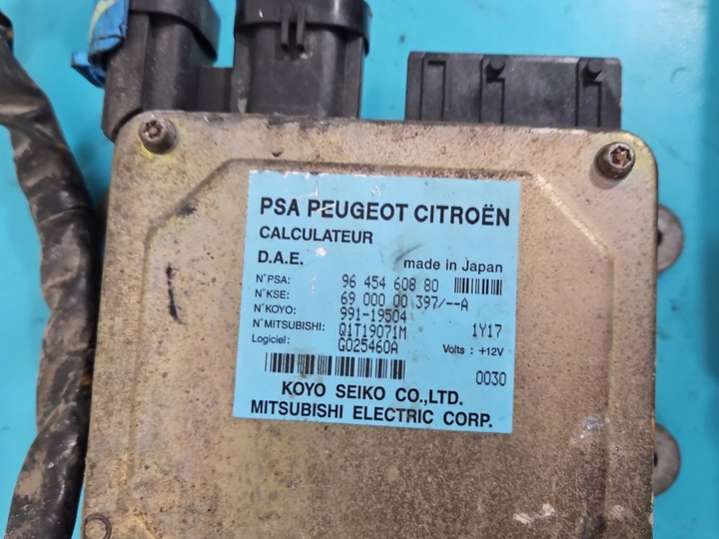 PSA PEUGEOT CITROËN
CALCULATEUR
D.A.E. made in Japan
N°PSA: 96 454 608 80
N°KSE: 69 000 00 397/--A
N°KOYO: 991-19504
N°MITSUBISHI: Q1T19071M 1Y17
Logiciel: G025460A Volts : +12V
0030
KOYO SEIKO CO.,LTD.
MITSUBISHI ELECTRIC CORP.